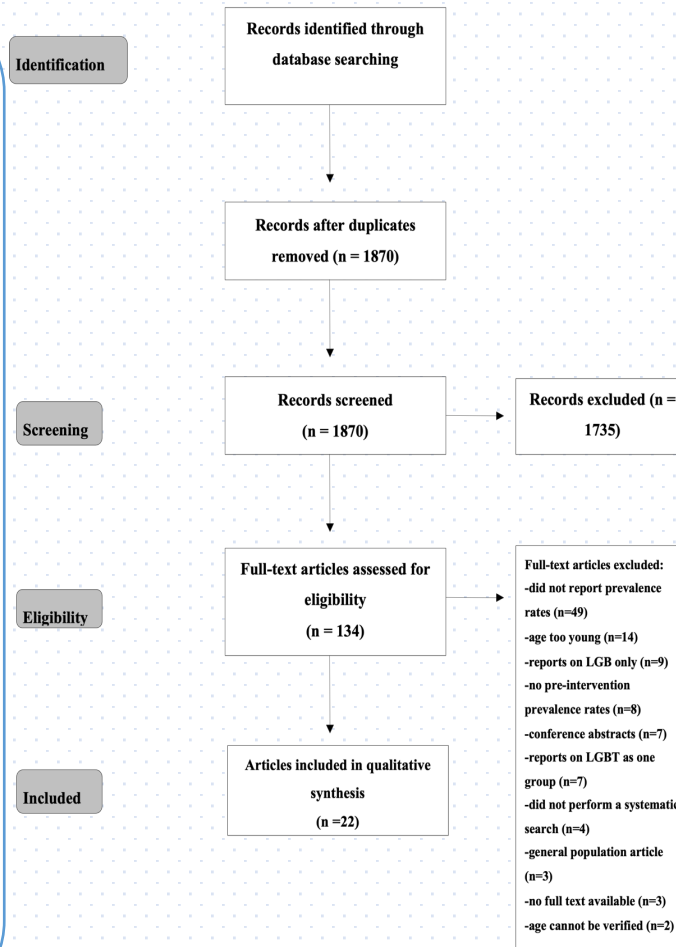 Identification
Records identified through
database searching
Records after duplicates
removed (n = 1870)
Screening
Records screened
(n = 1870)
Records excluded (n =
1735)
Eligibility
Full-text articles assessed for
eligibility
(n = 134)
Full-text articles excluded:
-did not report prevalence
rates (n=49)
-age too young (n=14)
-reports on LGB only (n=9)
-no pre-intervention
prevalence rates (n=8)
-conference abstracts (n=7)
-reports on LGBT as one
group (n=7)
-did not perform a systematic
search (n=4)
-general population article
(n=3)
-no full text available (n=3)
-age cannot be verified (n=2)
Included
Articles included in qualitative
synthesis
(n =22)